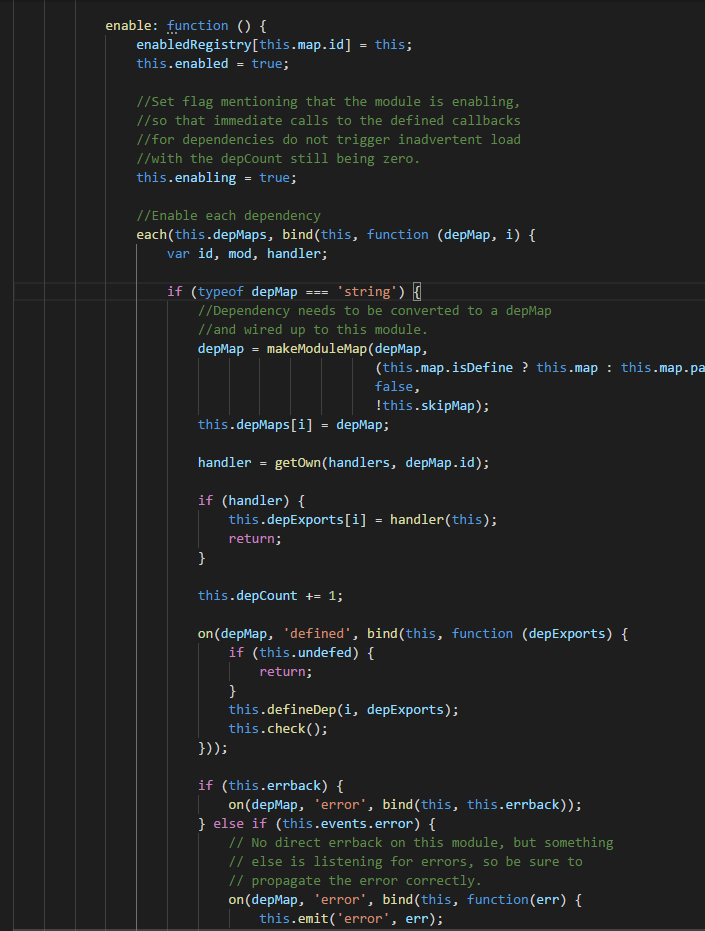 enable: function () {
enabledRegistry[this.map.id] = this;
this.enabled = true;
//Set flag mentioning that the module is enabling,
//so that immediate calls to the defined callbacks
//for dependencies do not trigger inadvertent load
//with the depCount still being zero.
this.enabling = true;
//Enable each dependency
each(this.depMaps, bind(this, function (depMap, i) {
var id, mod, handler;
if (typeof depMap === 'string') {
//Dependency needs to be converted to a depMap
//and wired up to this module.
depMap = makeModuleMap(depMap,
(this.map.isDefine ? this.map : this.map.pa
false,
!this.skipMap);
this.depMaps[i] = depMap;
handler = getOwn(handlers, depMap.id);
if (handler) {
this.depExports[i] = handler(this);
return;
}
this.depCount += 1;
on(depMap, 'defined', bind(this, function (depExports) {
if (this.undefed) {
return;
}
this.defineDep(i, depExports);
this.check();
}));
if (this.errback) {
on(depMap, 'error', bind(this, this.errback));
} else if (this.events.error) {
// No direct errback on this module, but something
// else is listening for errors, so be sure to
// propagate the error correctly.
on(depMap, 'error', bind(this, function(err) {
this.emit('error', err);